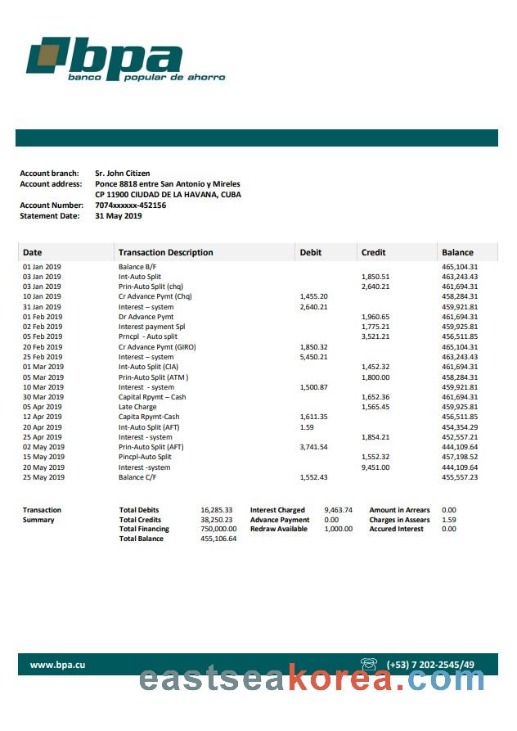 bpa
banco popular de ahorro
Account branch: Sr. John Citizen
Account address: Ponce 8818 entre San Antonio y Mireles
CP 11900 CIUDAD DE LA HAVANA, CUBA
Account Number: 7074xxxxxx-452156
Statement Date: 31 May 2019
Date Transaction Description Debit Credit Balance
01 Jan 2019 Balance B/F 465,104.31
03 Jan 2019 Int-Auto Split 1,850.51 463,243.43
03 Jan 2019 Prin-Auto Split (chq) 2,640.21 461,694.31
10 Jan 2019 Cr Advance Pymt (Chq) 1,455.20 458,284.31
31 Jan 2019 Interest – system 2,640.21 459,921.81
01 Feb 2019 Dr Advance Pymt 1,960.65 461,694.31
02 Feb 2019 Interest payment Spl 1,775.21 459,925.81
05 Feb 2019 Prncpl - Auto split 3,521.21 456,511.85
20 Feb 2019 Cr Advance Pymt (GIRO) 1,850.32 465,104.31
25 Feb 2019 Interest – system 5,450.21 463,243.43
01 Mar 2019 Int-Auto Split (CIA) 1,452.32 461,694.31
05 Mar 2019 Prin-Auto Split (ATM ) 1,800.00 458,284.31
10 Mar 2019 Interest - system 1,500.87 459,921.81
30 Mar 2019 Capital Rpymt – Cash 1,652.36 461,694.31
05 Apr 2019 Late Charge 1,565.45 459,925.81
12 Apr 2019 Capita Rpymt-Cash 1,611.35 456,511.85
20 Apr 2019 Int-Auto Split (AFT) 1.59 454,354.29
25 Apr 2019 Interest - system 1,854.21 452,557.21
02 May 2019 Prin-Auto Split (AFT) 3,741.54 444,109.64
15 May 2019 Pincpl-Auto Split 1,552.32 457,198.52
20 May 2019 Interest -system 9,451.00 444,109.64
25 May 2019 Balance C/F 1,552.43 455,557.23
Transaction Total Debits 16,285.33 Interest Charged 9,463.74 Amount in Arrears 0.00
Summary Total Credits 38,250.23 Advance Payment 0.00 Charges in Assears 1.59
Total Financing 750,000.00 Redraw Available 1,000.00 Accured Interest 0.00
Total Balance 455,106.64
www.bpa.cu (+53) 7 202-2545/49
eastseakorea.com